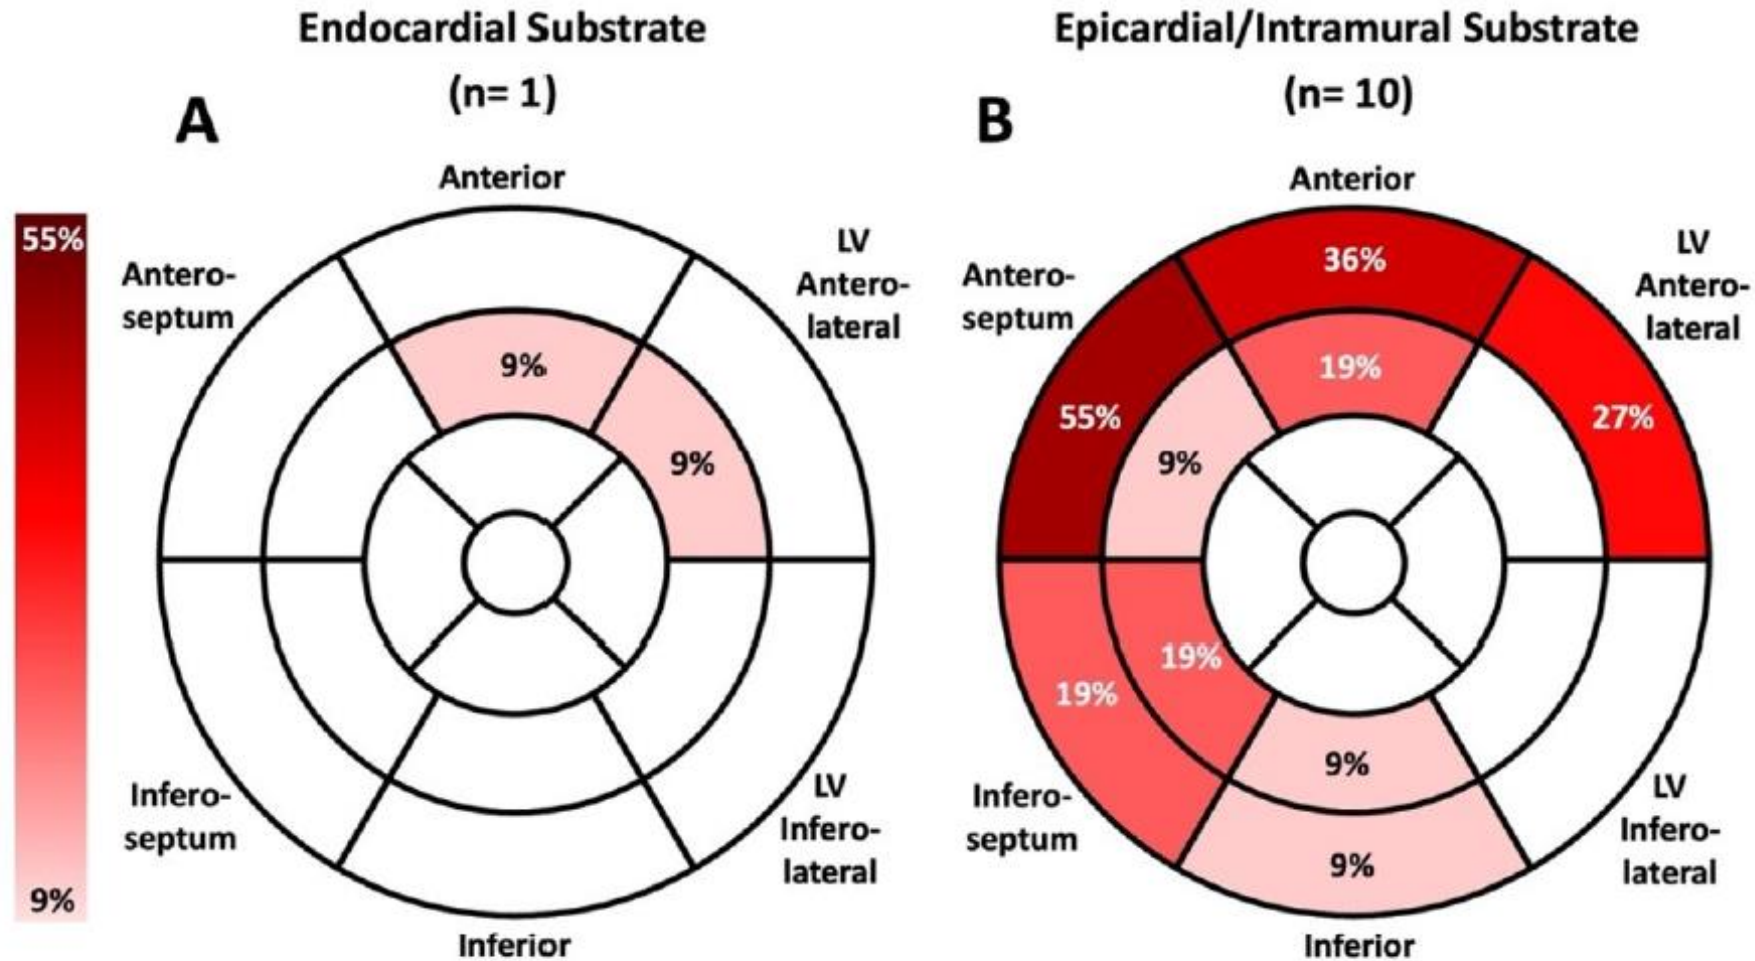 Endocardial Substrate
(n= 1)
A
Anterior
55%
9%
Antero-
septum
LV
Antero-
lateral
9%
9%
Infero-
septum
LV
Infero-
lateral
Inferior
Epicardial/Intramural Substrate
(n= 10)
B
Anterior
Antero-
septum
LV
Antero-
lateral
36%
19%
55%
27%
9%
19%
19%
9%
9%
Infero-
septum
LV
Infero-
lateral
Inferior